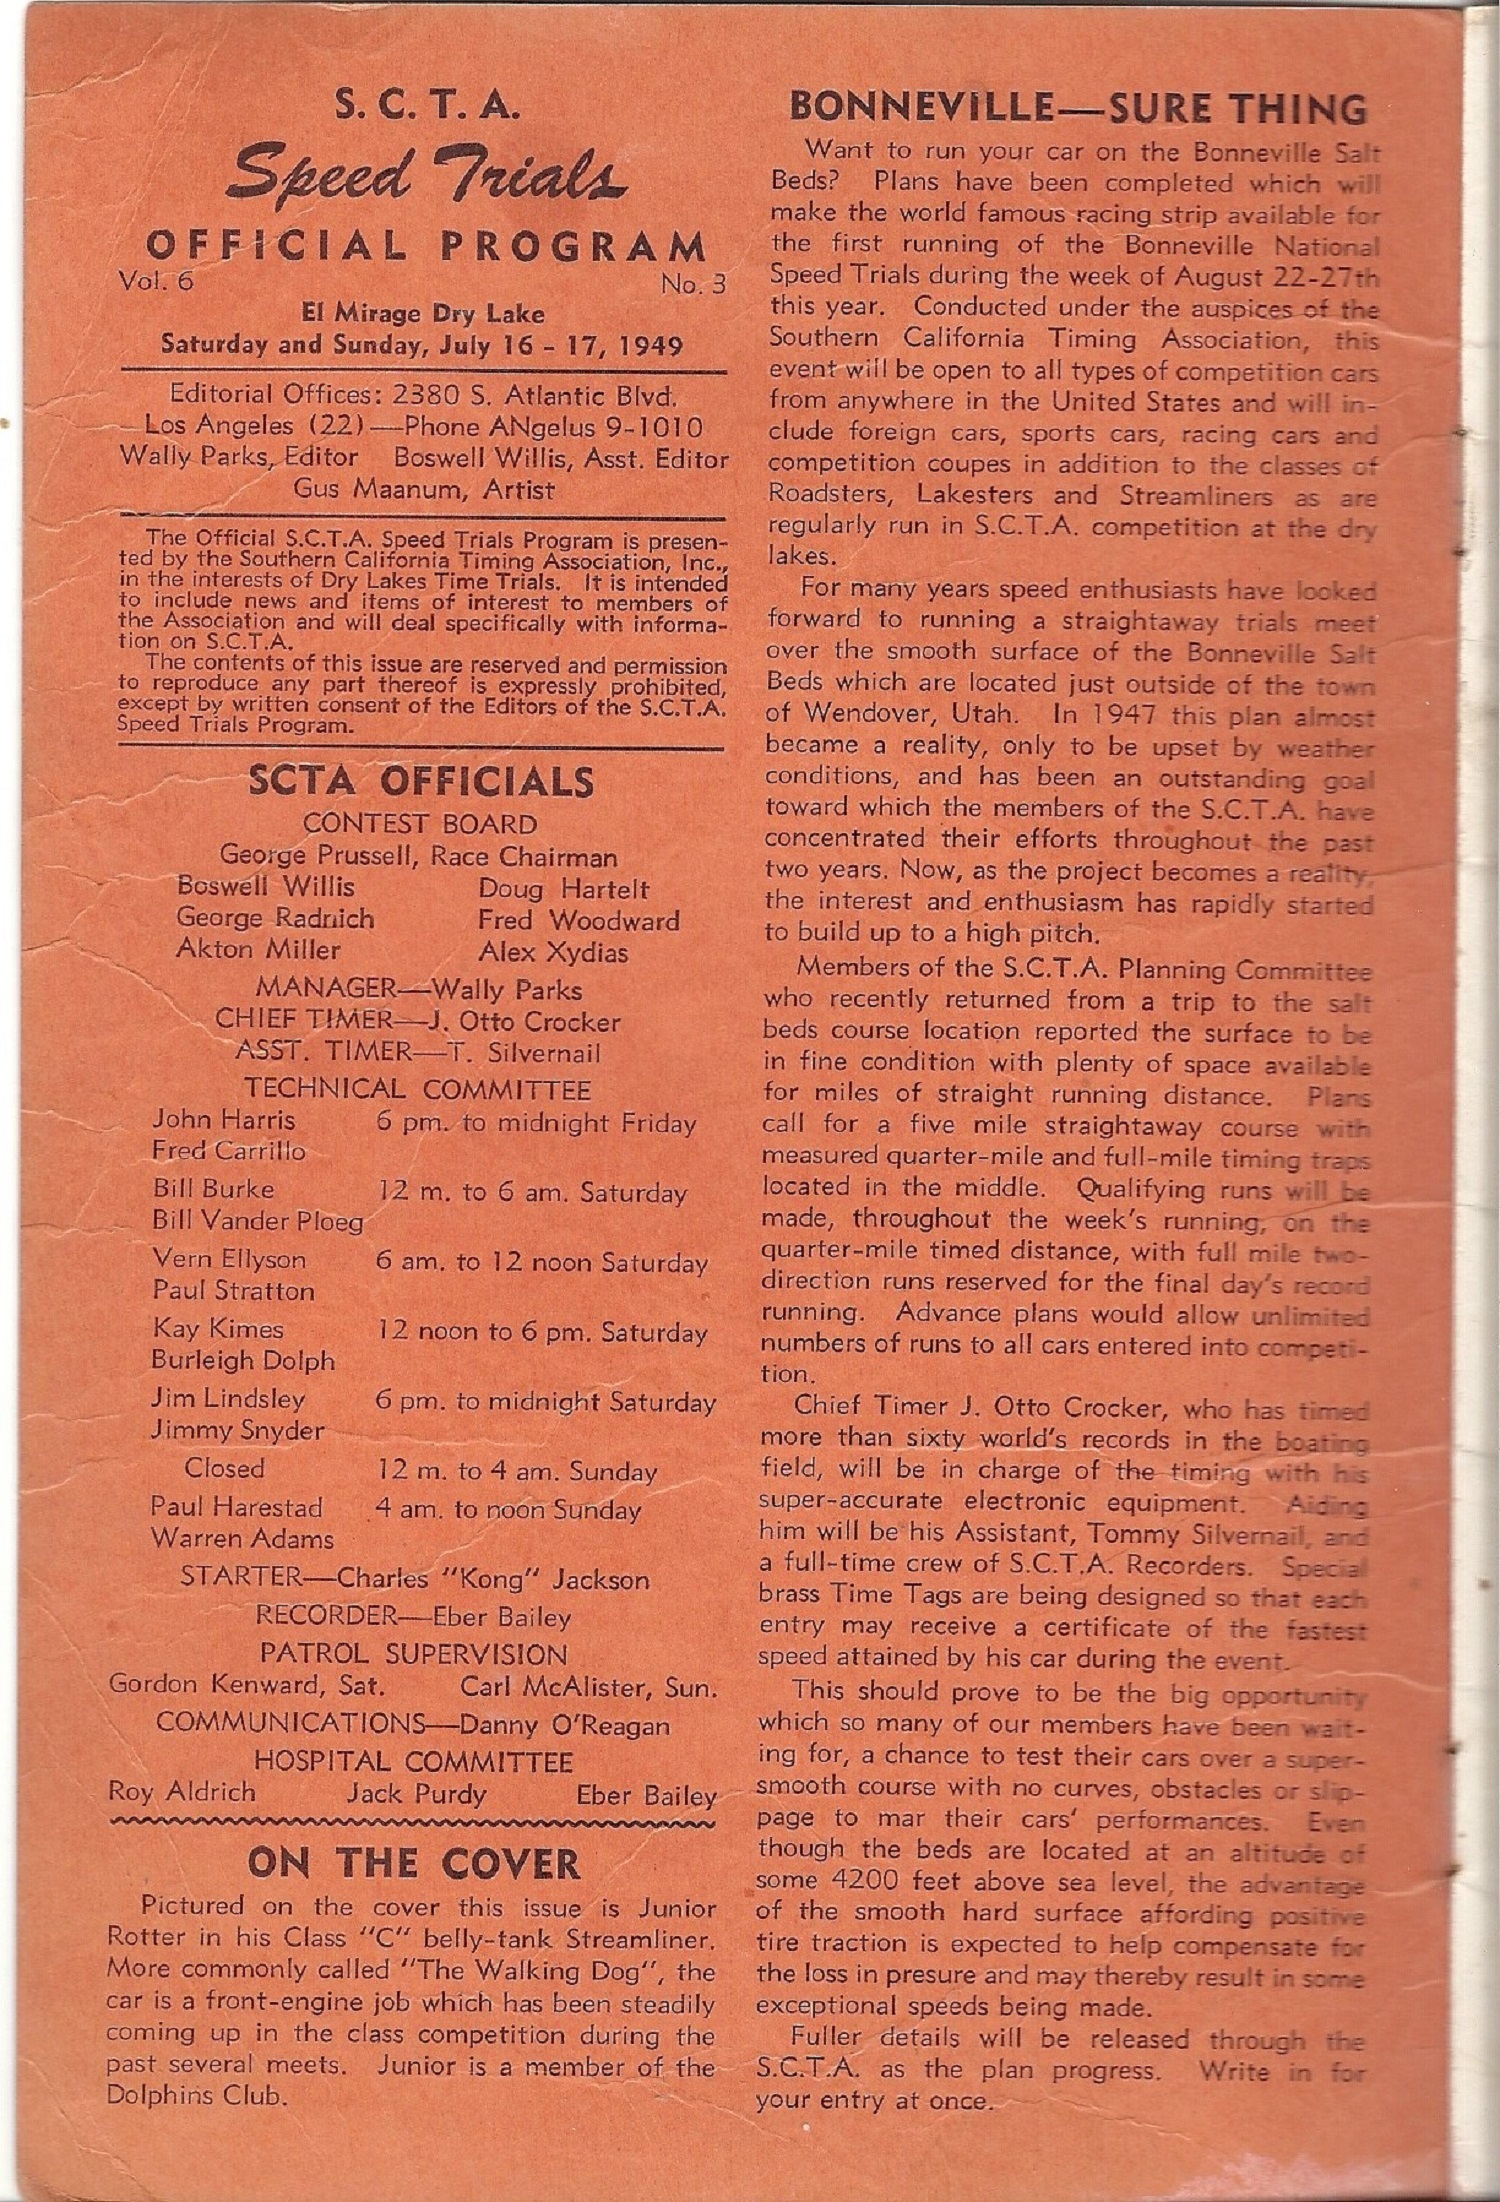 S. C. T. A.
Speed Trials
OFFICIAL PROGRAM
Vol. 6 No. 3
El Mirage Dry Lake
Saturday and Sunday, July 16 - 17, 1949
Editorial Offices: 2380 S. Atlantic Blvd.
Los Angeles (22)—Phone ANgelus 9-1010
Wally Parks, Editor Boswell Willis, Asst. Editor
Gus Maanum, Artist
The Official S.C.T.A. Speed Trials Program is presen-
ted by the Southern California Timing Association, Inc.,
in the interests of Dry Lakes Time Trials. It is intended
to include news and items of interest to members of
the Association and will deal specifically with informa-
tion on S.C.T.A.
The contents of this issue are reserved and permission
to reproduce any part thereof is expressly prohibited,
except by written consent of the Editors of the S.C.T.A.
Speed Trials Program.
SCTA OFFICIALS
CONTEST BOARD
George Prussell, Race Chairman
Boswell Willis Doug Hartelt
George Radnich Fred Woodward
Akton Miller Alex Xydias
MANAGER—Wally Parks
CHIEF TIMER—J. Otto Crocker
ASST. TIMER—T. Silvernail
TECHNICAL COMMITTEE
John Harris 6 pm. to midnight Friday
Fred Carrillo
Bill Burke 12 m. to 6 am. Saturday
Bill Vander Ploeg
Vern Ellyson 6 am. to 12 noon Saturday
Paul Stratton
Kay Kimes 12 noon to 6 pm. Saturday
Burleigh Dolph
Jim Lindsley 6 pm. to midnight Saturday
Jimmy Snyder
Closed 12 m. to 4 am. Sunday
Paul Harestad 4 am. to noon Sunday
Warren Adams
STARTER—Charles "Kong" Jackson
RECORDER—Eber Bailey
PATROL SUPERVISION
Gordon Kenward, Sat. Carl McAlister, Sun.
COMMUNICATIONS—Danny O'Reagan
HOSPITAL COMMITTEE
Roy Aldrich Jack Purdy Eber Bailey
ON THE COVER
Pictured on the cover this issue is Junior
Rotter in his Class "C" belly-tank Streamliner.
More commonly called "The Walking Dog", the
car is a front-engine job which has been steadily
coming up in the class competition during the
past several meets. Junior is a member of the
Dolphins Club.
BONNEVILLE—SURE THING
Want to run your car on the Bonneville Salt
Beds? Plans have been completed which will
make the world famous racing strip available for
the first running of the Bonneville National
Speed Trials during the week of August 22-27th
this year. Conducted under the auspices of the
Southern California Timing Association, this
event will be open to all types of competition cars
from anywhere in the United States and will in-
clude foreign cars, sports cars, racing cars and
competition coupes in addition to the classes of
Roadsters, Lakesters and Streamliners as are
regularly run in S.C.T.A. competition at the dry
lakes.
For many years speed enthusiasts have looked
forward to running a straightaway trials meet
over the smooth surface of the Bonneville Salt
Beds which are located just outside of the town
of Wendover, Utah. In 1947 this plan almost
became a reality, only to be upset by weather
conditions, and has been an outstanding goal
toward which the members of the S.C.T.A. have
concentrated their efforts throughout the past
two years. Now, as the project becomes a reality,
the interest and enthusiasm has rapidly started
to build up to a high pitch.
Members of the S.C.T.A. Planning Committee
who recently returned from a trip to the salt
beds course location reported the surface to be
in fine condition with plenty of space available
for miles of straight running distance. Plans
call for a five mile straightaway course with
measured quarter-mile and full-mile timing traps
located in the middle. Qualifying runs will be
made, throughout the week's running, on the
quarter-mile timed distance, with full mile two-
direction runs reserved for the final day's record
running. Advance plans would allow unlimited
numbers of runs to all cars entered into competi-
tion.
Chief Timer J. Otto Crocker, who has timed
more than sixty world's records in the boating
field, will be in charge of the timing with his
super-accurate electronic equipment. Aiding
him will be his Assistant, Tommy Silvernail, and
a full-time crew of S.C.T.A. Recorders. Special
brass Time Tags are being designed so that each
entry may receive a certificate of the fastest
speed attained by his car during the event.
This should prove to be the big opportunity
which so many of our members have been wait-
ing for, a chance to test their cars over a super-
smooth course with no curves, obstacles or slip-
page to mar their cars' performances. Even
though the beds are located at an altitude of
some 4200 feet above sea level, the advantage
of the smooth hard surface affording positive
tire traction is expected to help compensate for
the loss in presure and may thereby result in some
exceptional speeds being made.
Fuller details will be released through the
S.C.T.A. as the plan progress. Write in for
your entry at once.